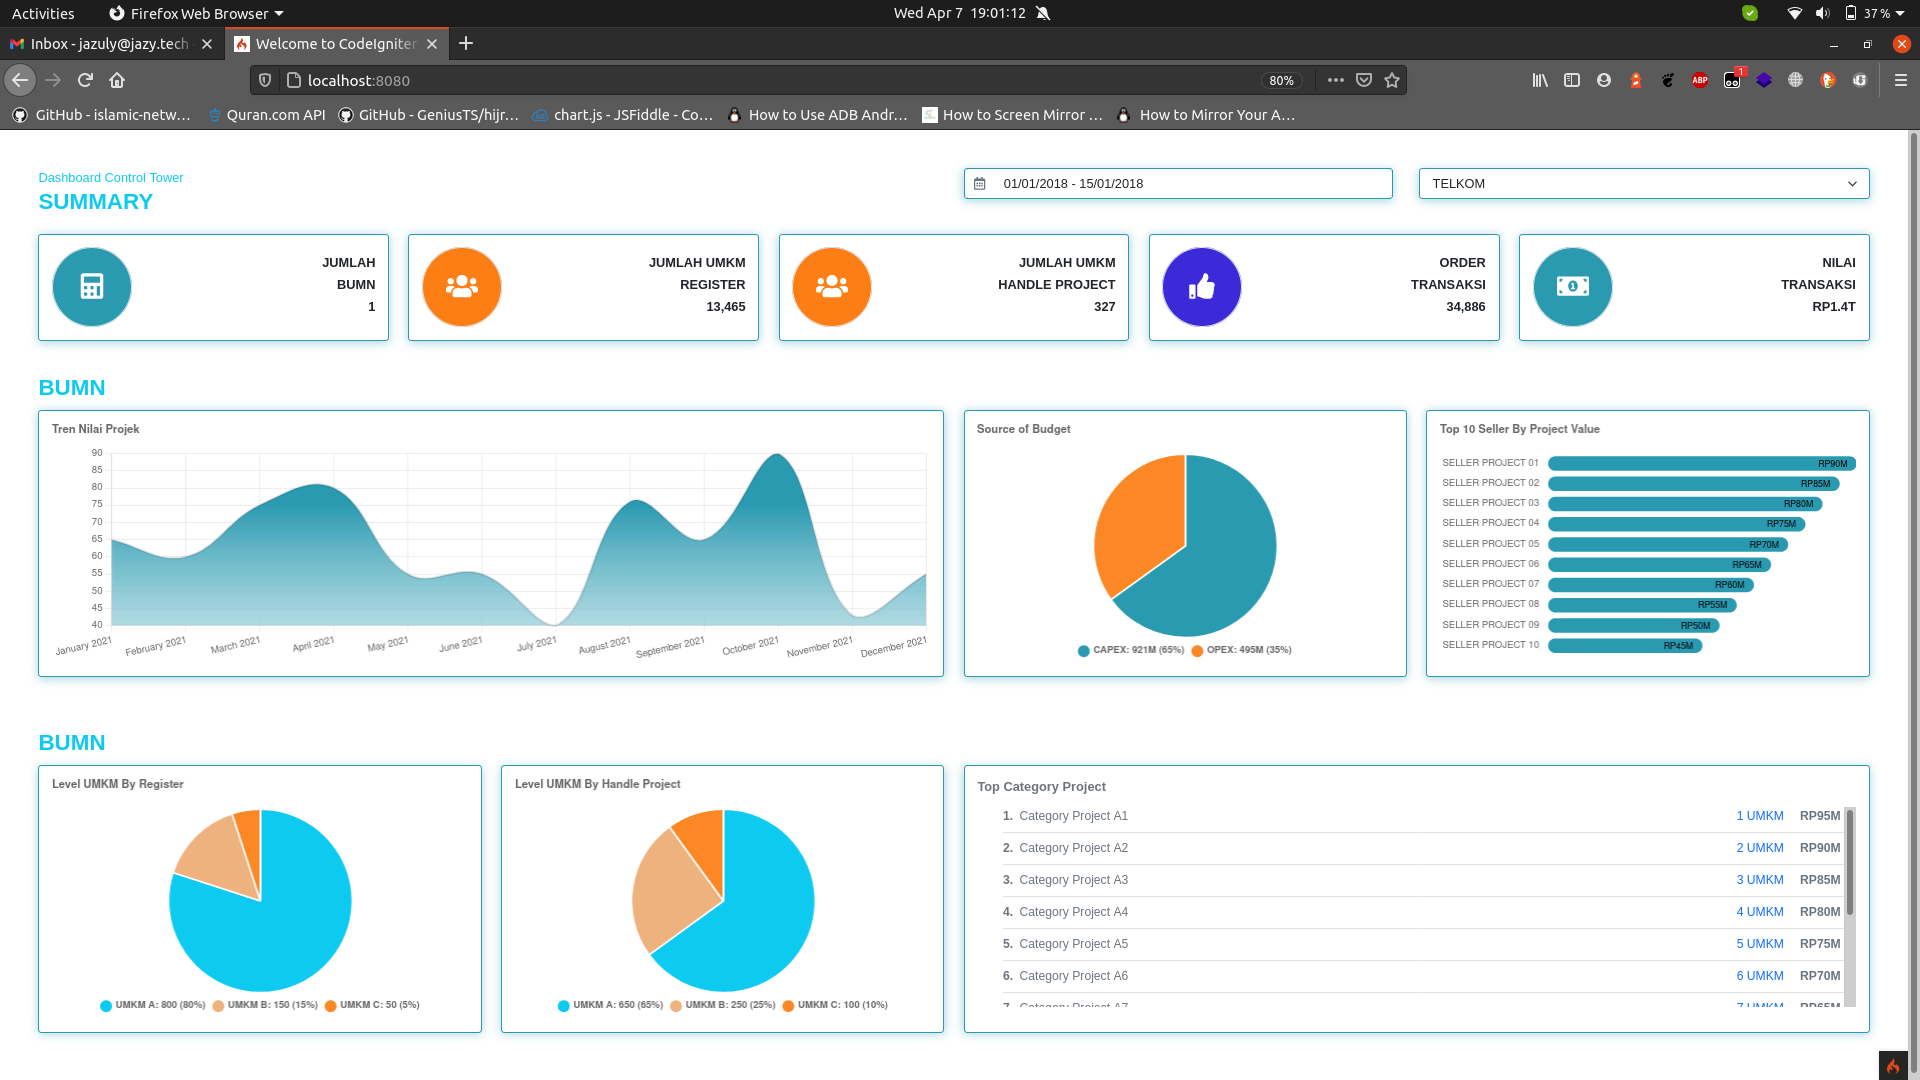 Activities
Firefox Web Browser
Wed Apr 7 19:01:12
37 %
Inbox - jazuly@jazy.tech
Welcome to CodeIgniter
localhost:8080
80%
ABP
1
GitHub - islamic-netw...
Quran.com API
GitHub - GeniusTS/hijr...
chart.js - JSFiddle - Co...
How to Use ADB Andr...
How to Screen Mirror ...
How to Mirror Your A...
Dashboard Control Tower
SUMMARY
01/01/2018 - 15/01/2018
TELKOM
JUMLAH
BUMN
1
JUMLAH UMKM
REGISTER
13,465
JUMLAH UMKM
HANDLE PROJECT
327
ORDER
TRANSAKSI
34,886
1
NILAI
TRANSAKSI
RP1.4T
BUMN
Tren Nilai Projek
90
85
80
75
70
65
60
55
50
45
40
January 2021
February 2021
March 2021
April 2021
May 2021
June 2021
July 2021
August 2021
September 2021
October 2021
November 2021
December 2021
Source of Budget
CAPEX: 921M (65%)
OPEX: 495M (35%)
Top 10 Seller By Project Value
SELLER PROJECT 01 RP90M
SELLER PROJECT 02 RP85M
SELLER PROJECT 03 RP80M
SELLER PROJECT 04 RP75M
SELLER PROJECT 05 RP70M
SELLER PROJECT 06 RP65M
SELLER PROJECT 07 RP60M
SELLER PROJECT 08 RP55M
SELLER PROJECT 09 RP50M
SELLER PROJECT 10 RP45M
BUMN
Level UMKM By Register
UMKM A: 800 (80%)
UMKM B: 150 (15%)
UMKM C: 50 (5%)
Level UMKM By Handle Project
UMKM A: 650 (65%)
UMKM B: 250 (25%)
UMKM C: 100 (10%)
Top Category Project
1. Category Project A1 1 UMKM RP95M
2. Category Project A2 2 UMKM RP90M
3. Category Project A3 3 UMKM RP85M
4. Category Project A4 4 UMKM RP80M
5. Category Project A5 5 UMKM RP75M
6. Category Project A6 6 UMKM RP70M
7. Category Project A7 7 UMKM RP65M